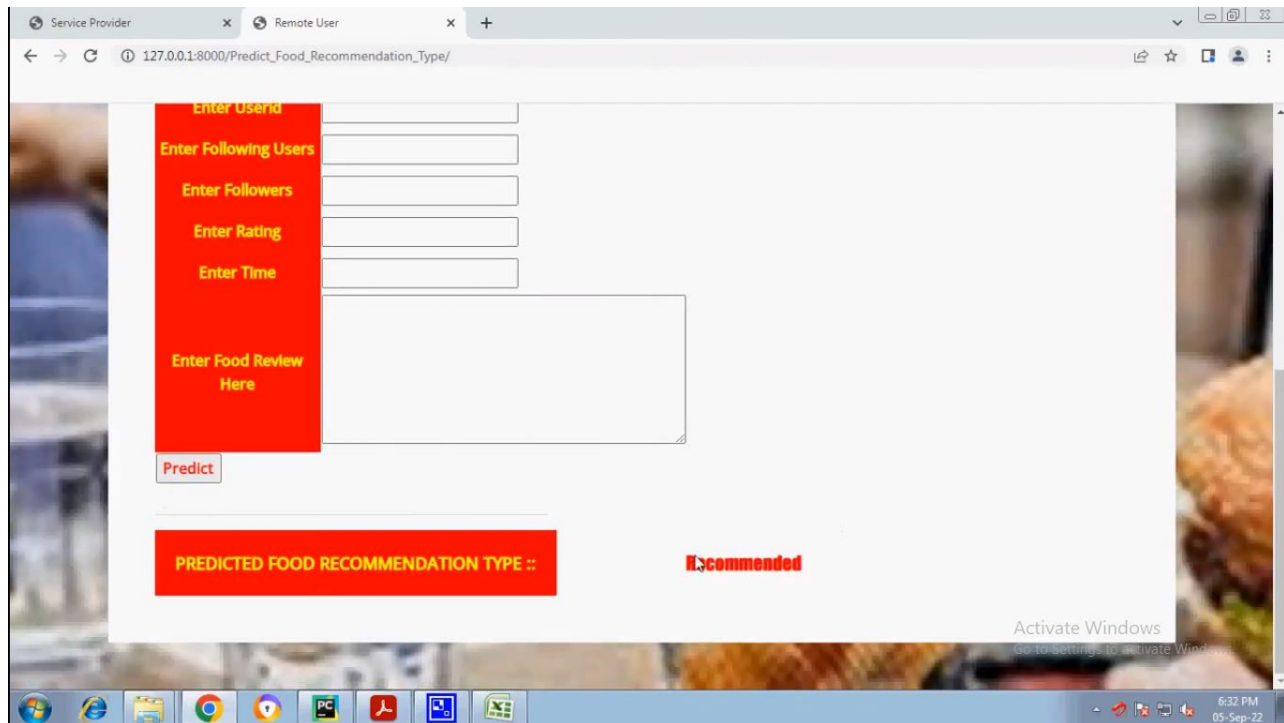 Service Provider
Remote User
127.0.0.1:8000/Predict_Food_Recommendation_Type/
Enter Userid
Enter Following Users
Enter Followers
Enter Rating
Enter Time
Enter Food Review
Here
Predict
PREDICTED FOOD RECOMMENDATION TYPE ::
Recommended
Activate Windows
Go to Settings to activate Windows.
PC
6:32 PM
05-Sep-22